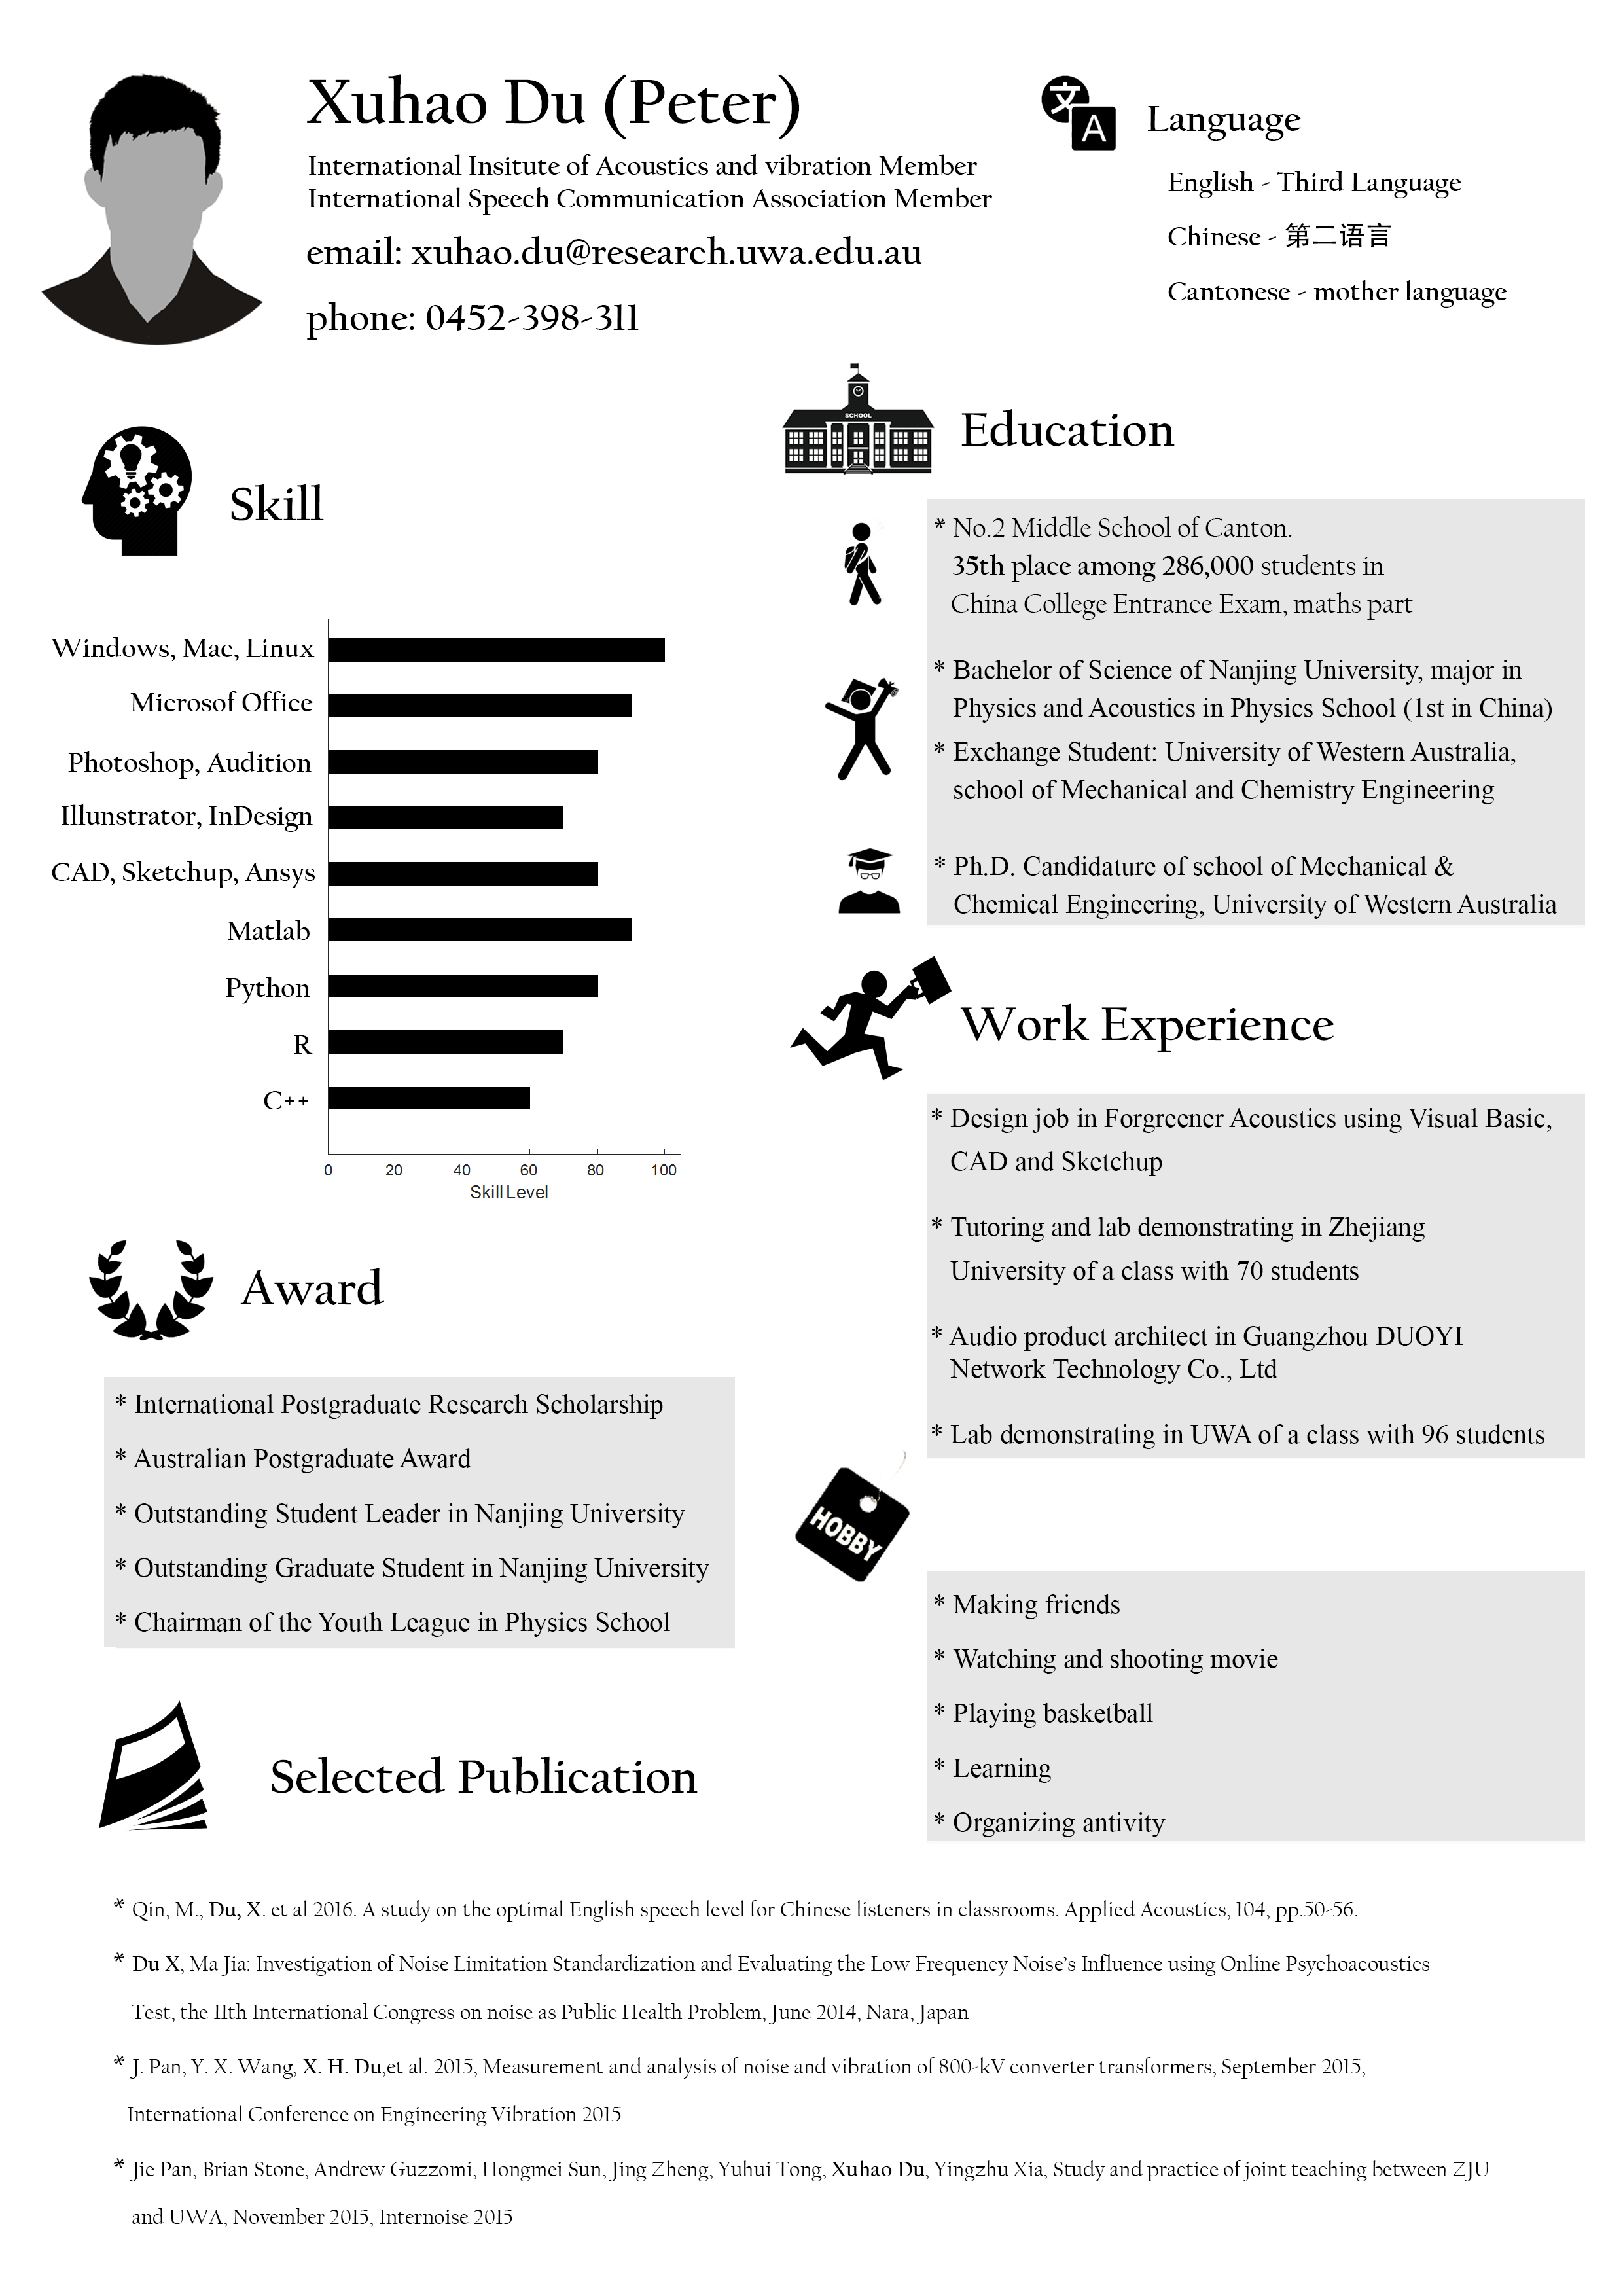 Xuhao Du (Peter)
International Insitute of Acoustics and vibration Member
International Speech Communication Association Member
email: xuhao.du@research.uwa.edu.au
phone: 0452-398-311
文
A
Language
English - Third Language
Chinese - 第二语言
Cantonese - mother language
Skill
Windows, Mac, Linux
Microsof Office
Photoshop, Audition
Illunstrator, InDesign
CAD, Sketchup, Ansys
Matlab
Python
R
C++
0 20 40 60 80 100
Skill Level
Award
* International Postgraduate Research Scholarship
* Australian Postgraduate Award
* Outstanding Student Leader in Nanjing University
* Outstanding Graduate Student in Nanjing University
* Chairman of the Youth League in Physics School
SCHOOL
Education
* No.2 Middle School of Canton.
35th place among 286,000 students in
China College Entrance Exam, maths part
* Bachelor of Science of Nanjing University, major in
Physics and Acoustics in Physics School (1st in China)
* Exchange Student: University of Western Australia,
school of Mechanical and Chemistry Engineering
* Ph.D. Candidature of school of Mechanical &
Chemical Engineering, University of Western Australia
Work Experience
* Design job in Forgreener Acoustics using Visual Basic,
CAD and Sketchup
* Tutoring and lab demonstrating in Zhejiang
University of a class with 70 students
* Audio product architect in Guangzhou DUOYI
Network Technology Co., Ltd
* Lab demonstrating in UWA of a class with 96 students
HOBBY
* Making friends
* Watching and shooting movie
* Playing basketball
* Learning
* Organizing antivity
Selected Publication
* Qin, M., Du, X. et al 2016. A study on the optimal English speech level for Chinese listeners in classrooms. Applied Acoustics, 104, pp.50-56.
* Du X, Ma Jia: Investigation of Noise Limitation Standardization and Evaluating the Low Frequency Noise's Influence using Online Psychoacoustics
Test, the 11th International Congress on noise as Public Health Problem, June 2014, Nara, Japan
* J. Pan, Y. X. Wang, X. H. Du,et al. 2015, Measurement and analysis of noise and vibration of 800-kV converter transformers, September 2015,
International Conference on Engineering Vibration 2015
* Jie Pan, Brian Stone, Andrew Guzzomi, Hongmei Sun, Jing Zheng, Yuhui Tong, Xuhao Du, Yingzhu Xia, Study and practice of joint teaching between ZJU
and UWA, November 2015, Internoise 2015